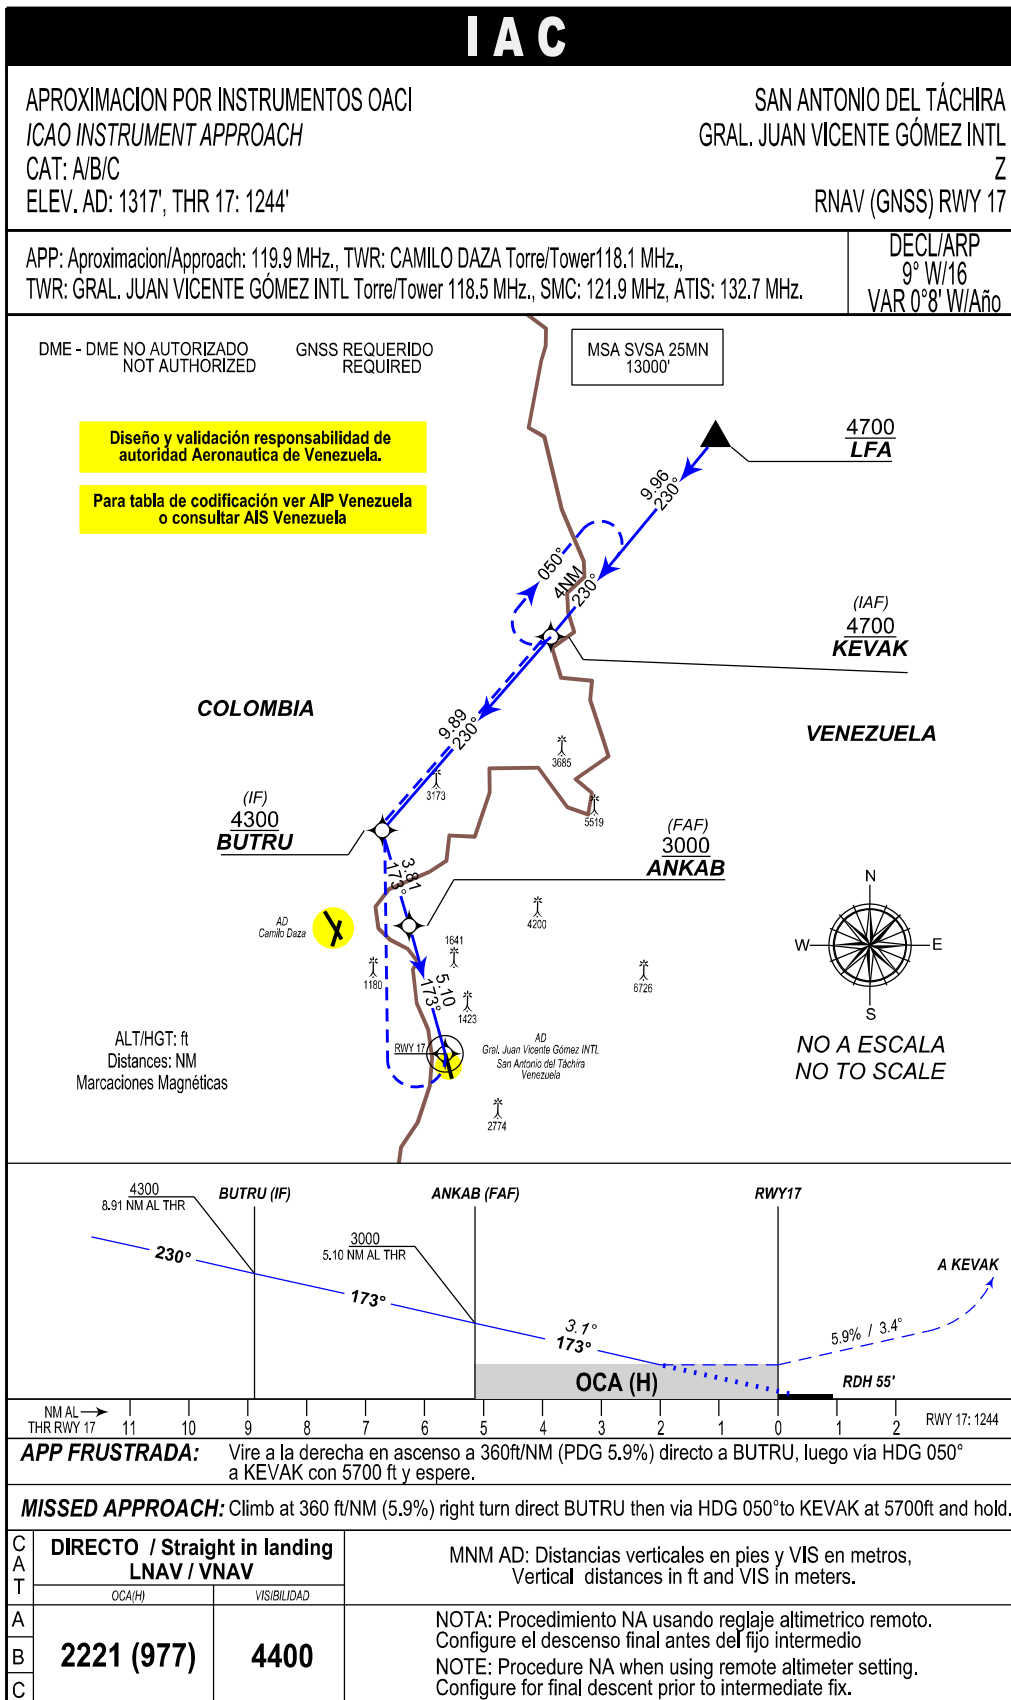 IAC
APROXIMACION POR INSTRUMENTOS OACI
ICAO INSTRUMENT APPROACH
CAT: A/B/C
ELEV. AD: 1317', THR 17: 1244'
SAN ANTONIO DEL TÁCHIRA
GRAL. JUAN VICENTE GÓMEZ INTL
Z
RNAV (GNSS) RWY 17
APP: Aproximacion/Approach: 119.9 MHz., TWR: CAMILO DAZA Torre/Tower118.1 MHz.,
TWR: GRAL. JUAN VICENTE GÓMEZ INTL Torre/Tower 118.5 MHz., SMC: 121.9 MHz, ATIS: 132.7 MHz.
DECL/ARP
9° W/16
VAR 0°8' W/Año
DME - DME NO AUTORIZADO
NOT AUTHORIZED
GNSS REQUERIDO
REQUIRED
MSA SVSA 25MN
13000'
Diseño y validación responsabilidad de
autoridad Aeronautica de Venezuela.
Para tabla de codificación ver AIP Venezuela
o consultar AIS Venezuela
4700
LFA
9.96
230°
050°
4NM
230°
(IAF)
4700
KEVAK
COLOMBIA
VENEZUELA
9.89
230°
3685
3173
5519
(IF)
4300
BUTRU
(FAF)
3000
ANKAB
3.81
173°
4200
AD
Camilo Daza
1641
1180
6726
5.10
173°
1423
N
W
E
S
RWY 17
AD
Gral. Juan Vicente Gómez INTL
San Antonio del Táchira
Venezuela
2774
ALT/HGT: ft
Distances: NM
Marcaciones Magnéticas
NO A ESCALA
NO TO SCALE
4300
8.91 NM AL THR
BUTRU (IF)
ANKAB (FAF)
RWY17
3000
5.10 NM AL THR
230°
173°
3.1°
173°
A KEVAK
5.9% / 3.4°
OCA (H)
RDH 55'
NM AL
THR RWY 17
11 10 9 8 7 6 5 4 3 2 1 0 1 2
RWY 17: 1244
APP FRUSTRADA: Vire a la derecha en ascenso a 360ft/NM (PDG 5.9%) directo a BUTRU, luego vía HDG 050°
a KEVAK con 5700 ft y espere.
MISSED APPROACH: Climb at 360 ft/NM (5.9%) right turn direct BUTRU then via HDG 050°to KEVAK at 5700ft and hold.
CAT
DIRECTO / Straight in landing
LNAV / VNAV
OCA(H)
VISIBILIDAD
MNM AD: Distancias verticales en pies y VIS en metros,
Vertical distances in ft and VIS in meters.
A
B
C
2221 (977)
4400
NOTA: Procedimiento NA usando reglaje altimetrico remoto.
Configure el descenso final antes del fijo intermedio
NOTE: Procedure NA when using remote altimeter setting.
Configure for final descent prior to intermediate fix.